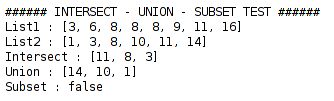 ###### INTERSECT - UNION - SUBSET TEST ######
List1 : [3, 6, 8, 8, 8, 9, 11, 16]
List2 : [1, 3, 8, 10, 11, 14]
Intersect : [11, 8, 3]
Union : [14, 10, 1]
Subset : false